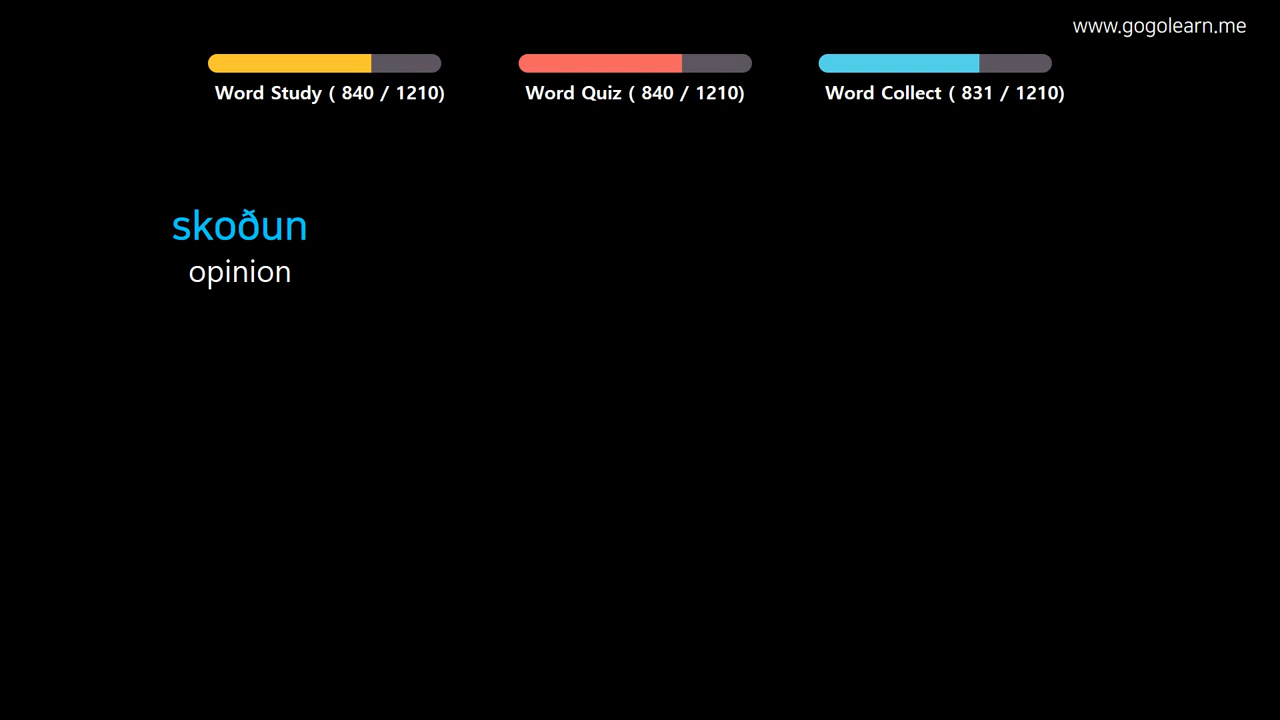 www.gogolearn.me
Word Study ( 840 / 1210)
Word Quiz ( 840 / 1210)
Word Collect ( 831 / 1210)
skoðun
opinion